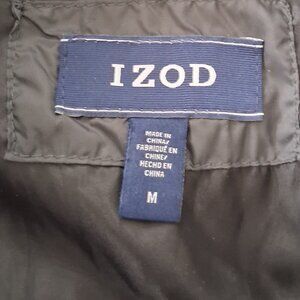 IZOD
MADE IN
CHINA/
FABRIQUÉ EN
CHINE/
HECHO EN
CHINA
M